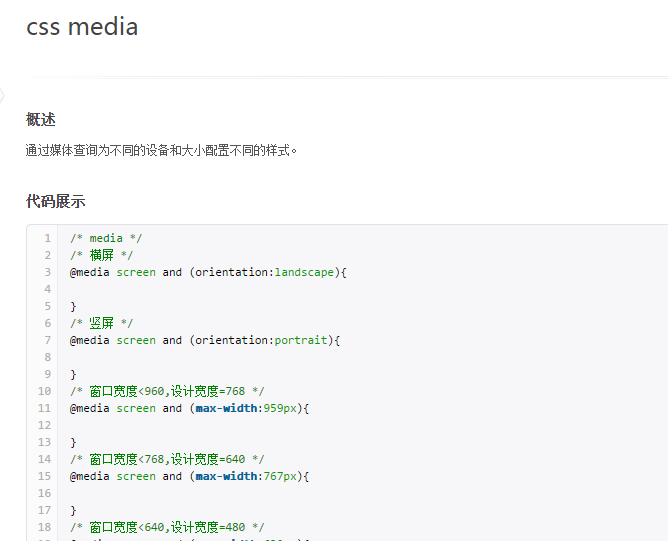 css media
概述
通过媒体查询为不同的设备和大小配置不同的样式。
代码展示
1 /* media */
2 /* 横屏 */
3 @media screen and (orientation:landscape){
4
5 }
6 /* 竖屏 */
7 @media screen and (orientation:portrait){
8
9 }
10 /* 窗口宽度<960,设计宽度=768 */
11 @media screen and (max-width:959px){
12
13 }
14 /* 窗口宽度<768,设计宽度=640 */
15 @media screen and (max-width:767px){
16
17 }
18 /* 窗口宽度<640,设计宽度=480 */